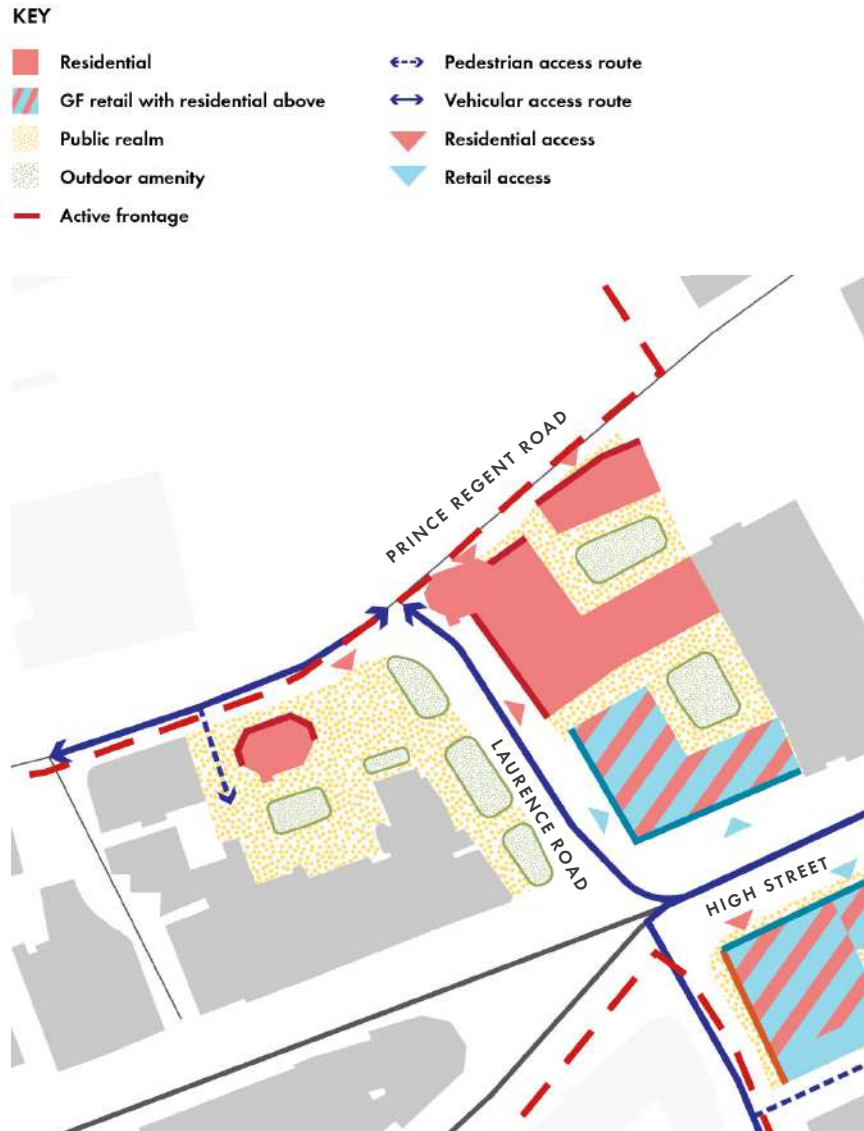 KEY
Residential
GF retail with residential above
Public realm
Outdoor amenity
Active frontage
Pedestrian access route
Vehicular access route
Residential access
Retail access
PRINCE REGENT ROAD
LAURENCE ROAD
HIGH STREET